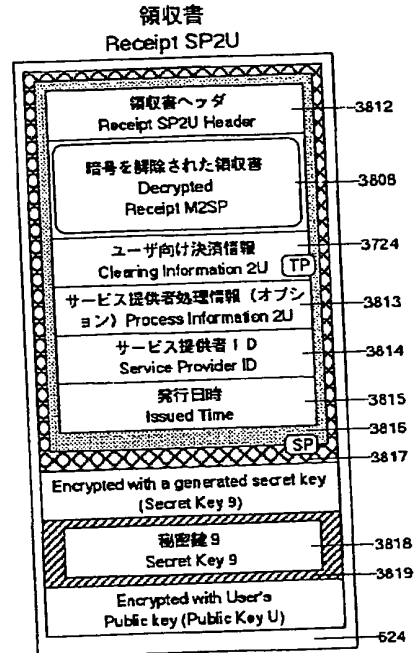 領収書
Receipt SP2U
領収書ヘッダ
Receipt SP2U Header
3812
暗号を解除された領収書
Decrypted
Receipt M2SP
3808
ユーザ向け決済情報
Clearing Information 2U
TP
3724
サービス提供者処理情報（オプシ
ョン）Process Information 2U
3813
サービス提供者ＩＤ
Service Provider ID
3814
発行日時
Issued Time
3815
3816
SP
3817
Encrypted with a generated secret key
(Secret Key 9)
秘密鍵９
Secret Key 9
3818
3819
Encrypted with User's
Public key (Public Key U)
624